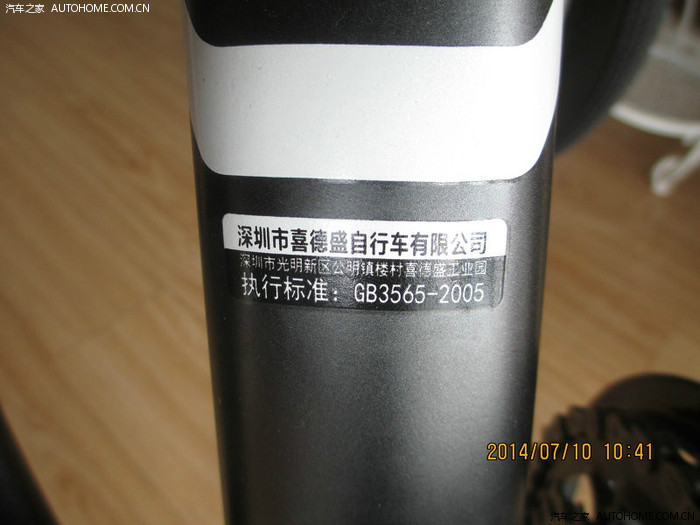 汽车之家 AUTOHOME.COM.CN
深圳市喜德盛自行车有限公司
深圳市光明新区公明镇楼村喜德盛工业园
执行标准：GB3565-2005
2014/07/10 10:41
汽车之家 AUTOHOME.COM.CN